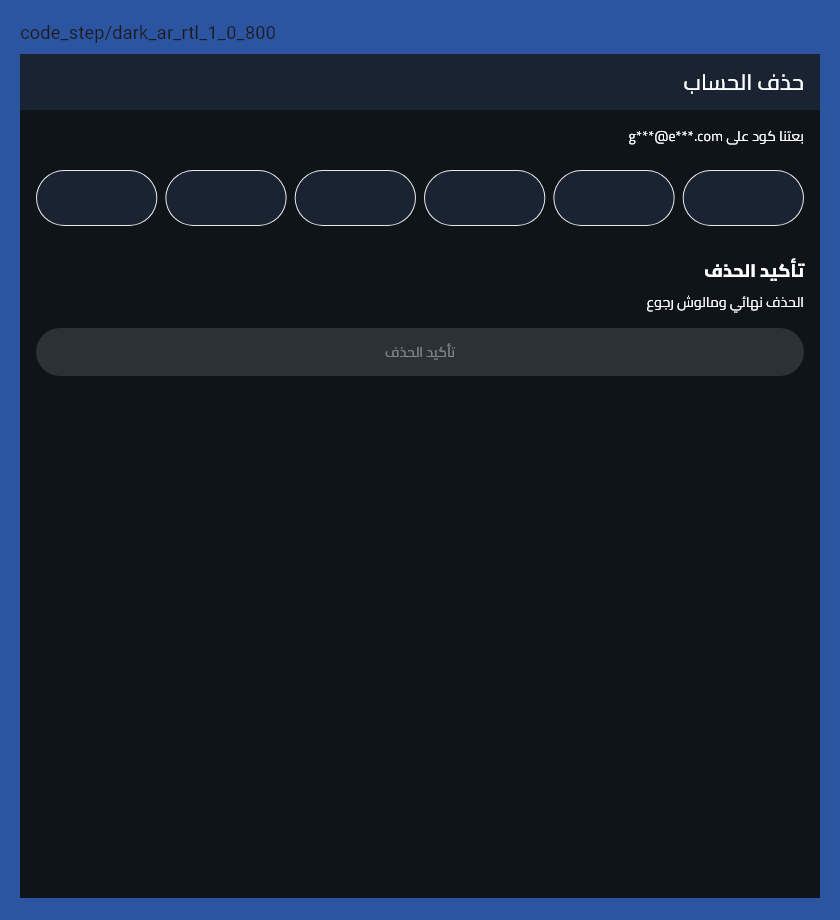 code_step/dark_ar_rtl_1_0_800
حذف الحساب
بعتنا كود على g***@e***.com
تأكيد الحذف
الحذف نهائي ومالوش رجوع
تأكيد الحذف